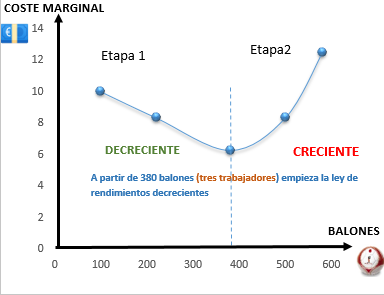 COSTE MARGINAL
14
12
10
8
6
4
2
0
Etapa 1
Etapa2
DECRECIENTE
CRECIENTE
A partir de 380 balones (tres trabajadores) empieza la ley de
rendimientos decrecientes
BALONES
0 100 200 300 400 500 600